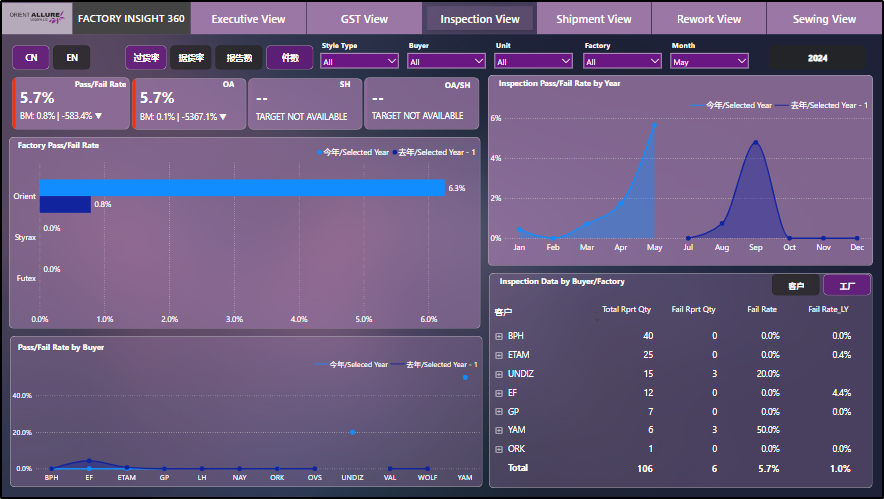 ORIENT ALLURE
FACTORY INSIGHT 360
Executive View
GST View
Inspection View
Shipment View
Rework View
Sewing View
CN
EN
过货率
据货率
报告数
件数
Style Type
All
Buyer
All
Unit
All
Factory
All
Month
May
2024
Pass/Fail Rate
5.7%
BM: 0.8% | -583.4% ▼
OA
5.7%
BM: 0.1% | -5367.1% ▼
SH
--
TARGET NOT AVAILABLE
OA/SH
--
TARGET NOT AVAILABLE
Factory Pass/Fail Rate
今年/Selected Year 去年/Selected Year - 1
Orient
6.3%
0.8%
Styrax
0.0%
Futex
0.0%
0.0% 1.0% 2.0% 3.0% 4.0% 5.0% 6.0%
Pass/Fail Rate by Buyer
今年/Seleced Year 去年/Selected Year - 1
40.0%
20.0%
0.0%
BPH EF ETAM GP LH NAY ORK OVS UNDIZ VAL WOLF YAM
Inspection Pass/Fail Rate by Year
今年/Selected Year 去年/Selected Year - 1
6%
4%
2%
0%
Jan Feb Mar Apr May Jul Aug Sep Oct Nov Dec
Inspection Data by Buyer/Factory
客户
工厂
客户 Total Rprt Qty Fail Rprt Qty Fail Rate Fail Rate_LY
BPH 40 0 0.0% 0.0%
ETAM 25 0 0.0% 0.4%
UNDIZ 15 3 20.0%
EF 12 0 0.0% 4.4%
GP 7 0 0.0% 0.0%
YAM 6 3 50.0%
ORK 1 0 0.0% 0.0%
Total 106 6 5.7% 1.0%